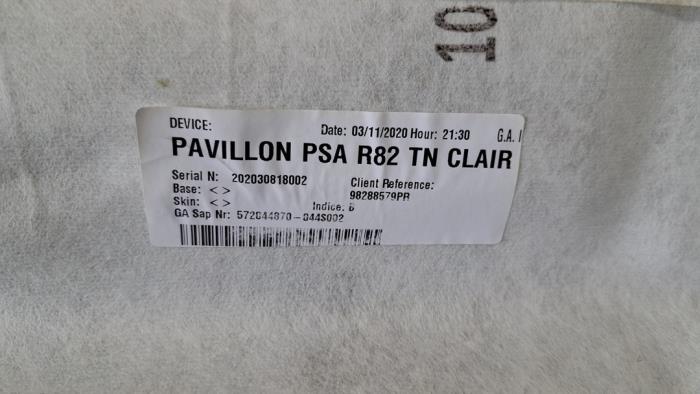 10
DEVICE:
Date: 03/11/2020 Hour: 21:30 G.A. I
PAVILLON PSA R82 TN CLAIR
Serial N: 202030818002
Client Reference:
Base: < >
98288579PR
Skin: < >
Indice: D
GA Sap Nr: 572044870-044S002